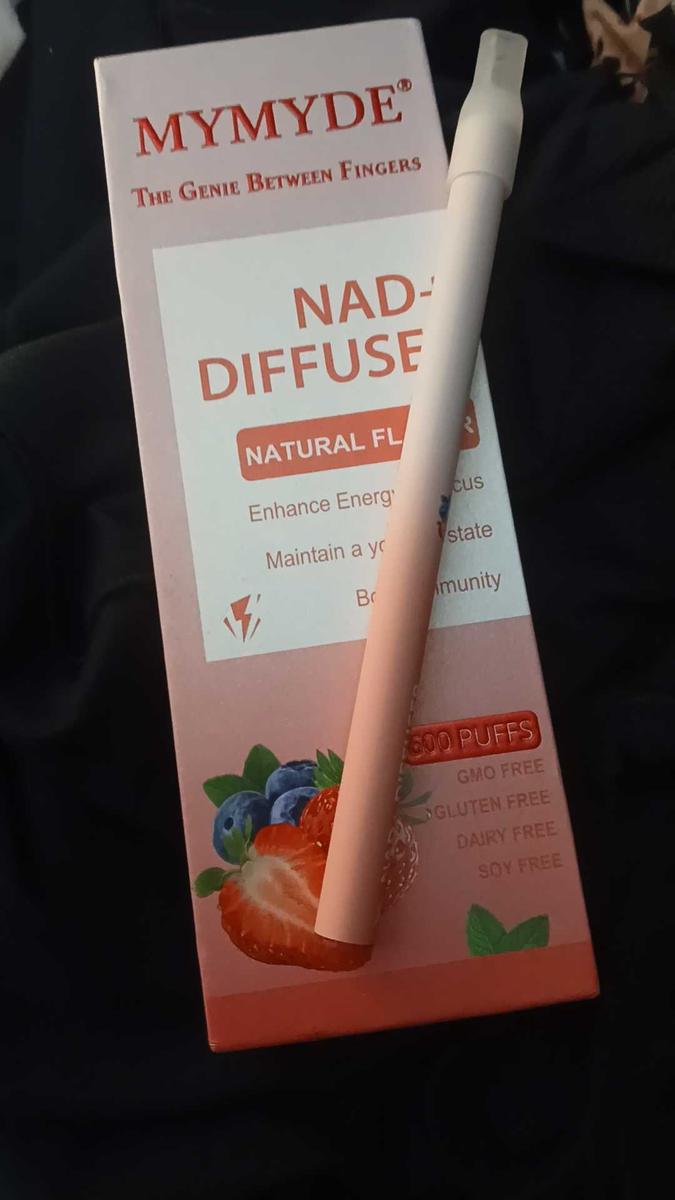 MYMYDE®
THE GENIE BETWEEN FINGERS
NAD+
DIFFUSE
NATURAL FL R
Enhance Energy cus
Maintain a yo state
Bo munity
600 PUFFS
GMO FREE
GLUTEN FREE
DAIRY FREE
SOY FREE